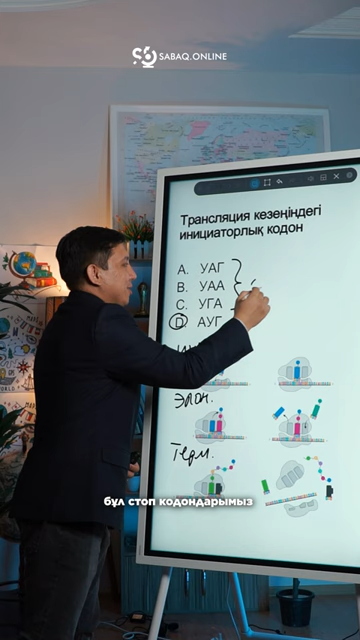 SABAQ.ONLINE
Трансляция кезеңіндегі
инициаторлық кодон
A. УАГ
B. УАА
C. УГА
D. АУГ
Элон.
Терм.
бұл стоп кодондарымыз